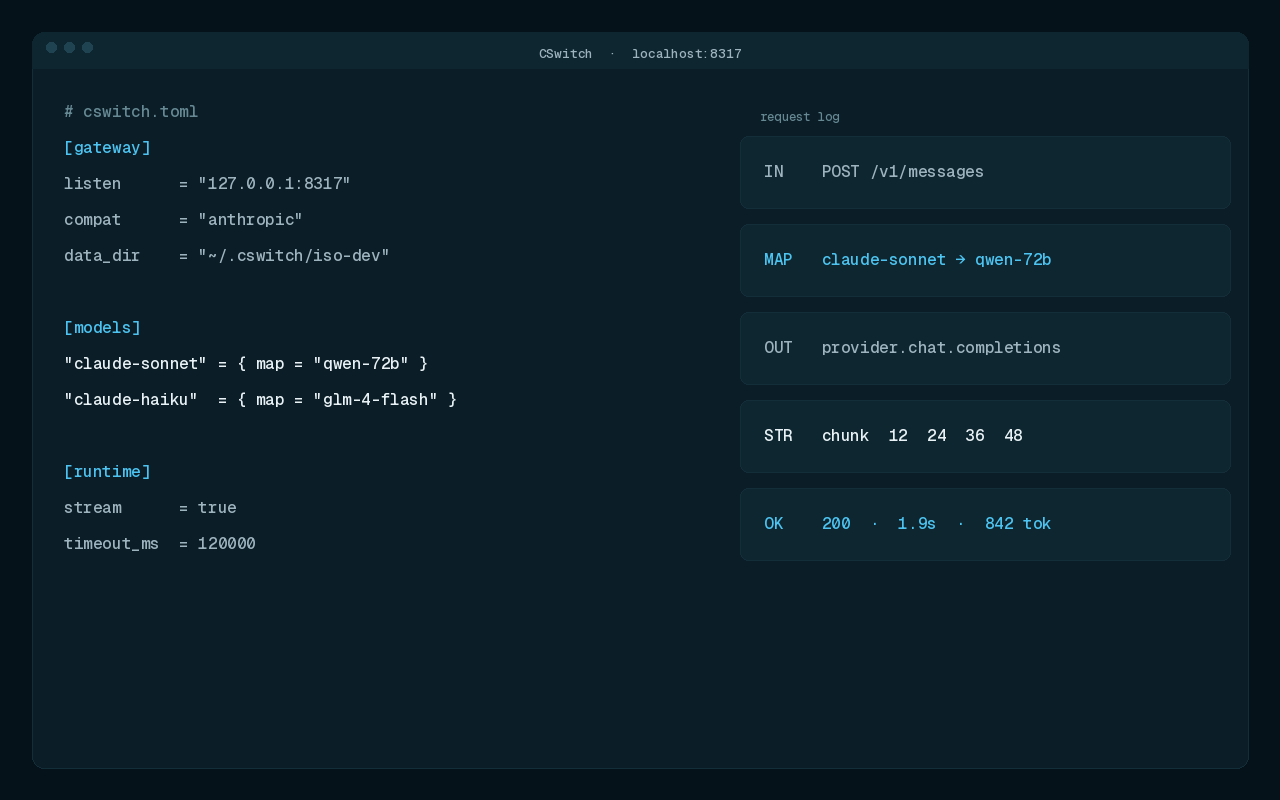 CSwitch · localhost:8317
# cswitch.toml
[gateway]
listen = "127.0.0.1:8317"
compat = "anthropic"
data_dir = "~/.cswitch/iso-dev"
[models]
"claude-sonnet" = { map = "qwen-72b" }
"claude-haiku" = { map = "glm-4-flash" }
[runtime]
stream = true
timeout_ms = 120000
request log
IN POST /v1/messages
MAP claude-sonnet → qwen-72b
OUT provider.chat.completions
STR chunk 12 24 36 48
OK 200 · 1.9s · 842 tok